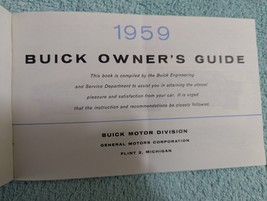 1959
BUICK OWNER'S GUIDE
This book is compiled by the Buick Engineering
and Service Department to assist you in attaining the utmost
pleasure and satisfaction from your car. It is urged
that the instruction and recommendations be closely followed.
BUICK MOTOR DIVISION
GENERAL MOTORS CORPORATION
FLINT 2, MICHIGAN